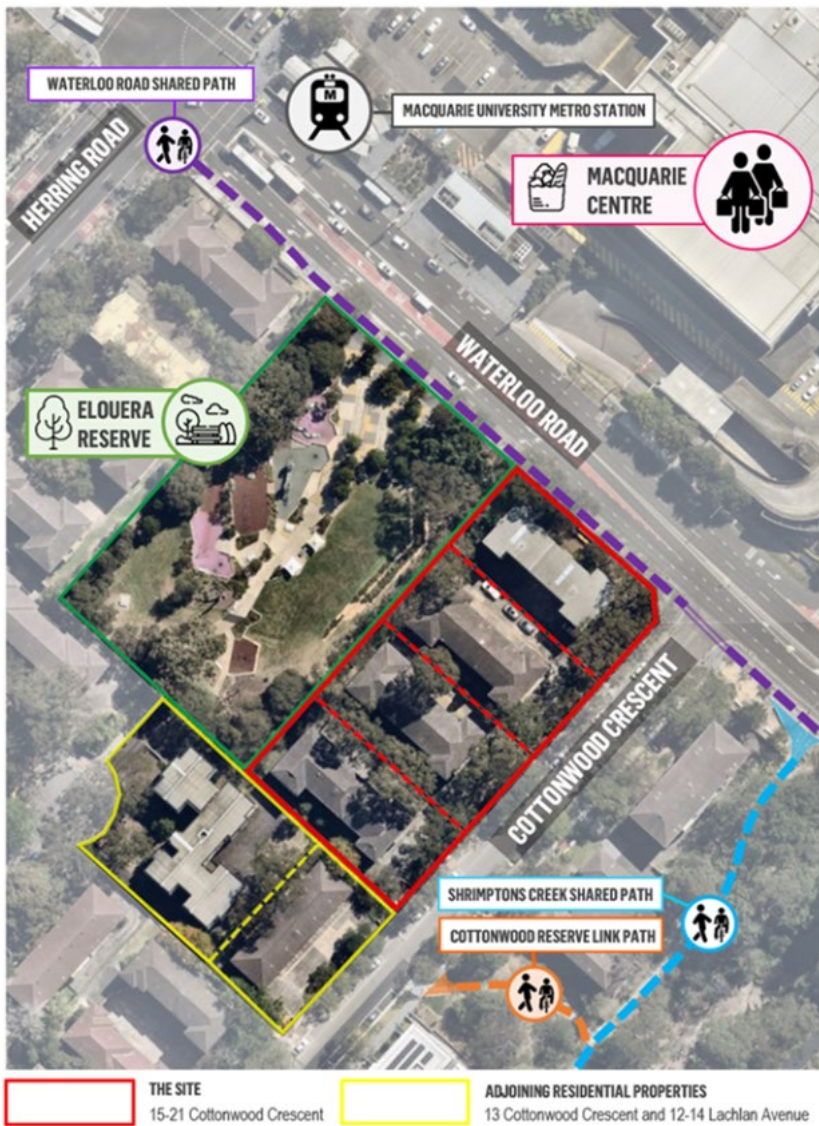 WATERLOO ROAD SHARED PATH
M
MACQUARIE UNIVERSITY METRO STATION
HERRING ROAD
MACQUARIE
CENTRE
WATERLOO ROAD
ELOUERA
RESERVE
COTTONWOOD CRESCENT
SHRIMPTONS CREEK SHARED PATH
COTTONWOOD RESERVE LINK PATH
THE SITE
15-21 Cottonwood Crescent
ADJOINING RESIDENTIAL PROPERTIES
13 Cottonwood Crescent and 12-14 Lachlan Avenue